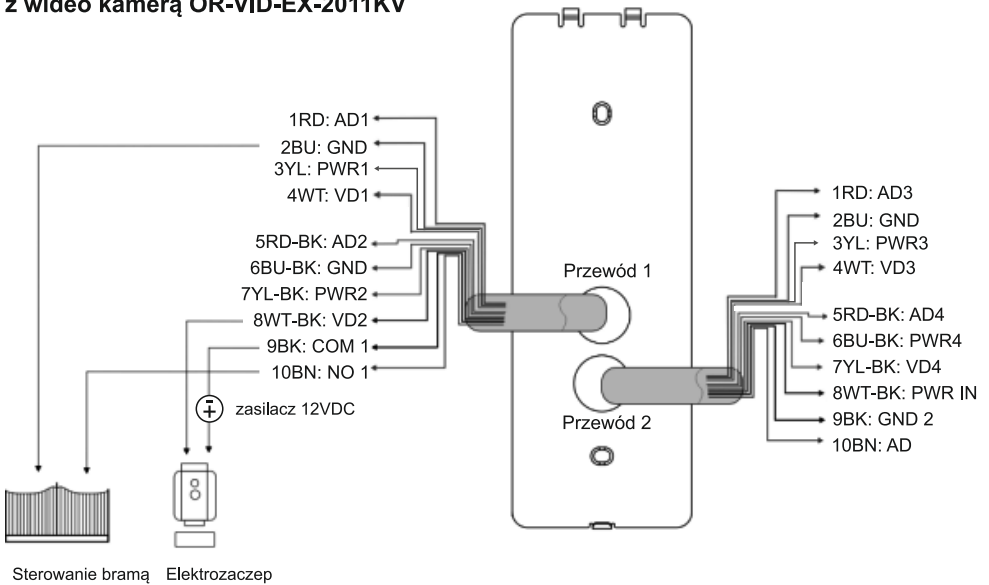 z wideo kamerą OR-VID-EX-2011KV
1RD: AD1
2BU: GND
3YL: PWR1
4WT: VD1
5RD-BK: AD2
6BU-BK: GND
7YL-BK: PWR2
8WT-BK: VD2
9BK: COM 1
10BN: NO 1
zasilacz 12VDC
Sterowanie bramą
Elektrozaczep
Przewód 1
Przewód 2
1RD: AD3
2BU: GND
3YL: PWR3
4WT: VD3
5RD-BK: AD4
6BU-BK: PWR4
7YL-BK: VD4
8WT-BK: PWR IN
9BK: GND 2
10BN: AD